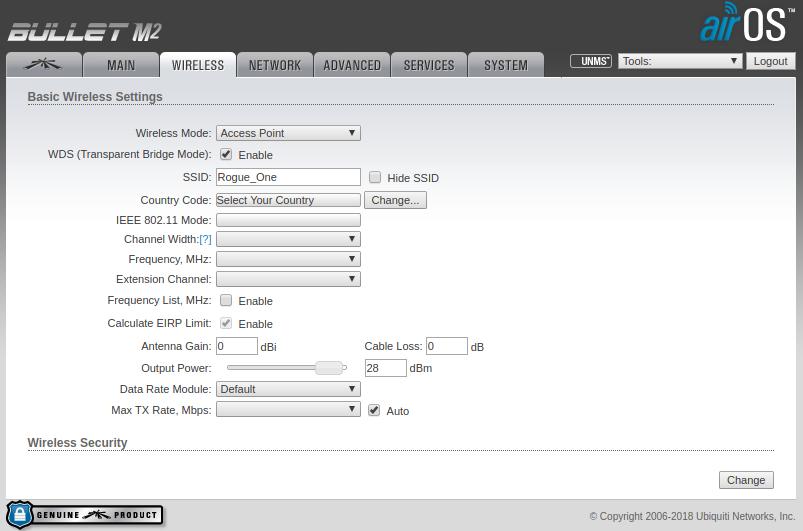 BULLET M2
airOS™
MAIN WIRELESS NETWORK ADVANCED SERVICES SYSTEM UNMS™ Tools: Logout
Basic Wireless Settings
Wireless Mode: Access Point
WDS (Transparent Bridge Mode): Enable
SSID: Rogue_One Hide SSID
Country Code: Select Your Country Change...
IEEE 802.11 Mode:
Channel Width:[?]
Frequency, MHz:
Extension Channel:
Frequency List, MHz: Enable
Calculate EIRP Limit: Enable
Antenna Gain: 0 dBi Cable Loss: 0 dB
Output Power: 28 dBm
Data Rate Module: Default
Max TX Rate, Mbps: Auto
Wireless Security
Change
GENUINE PRODUCT
© Copyright 2006-2018 Ubiquiti Networks, Inc.